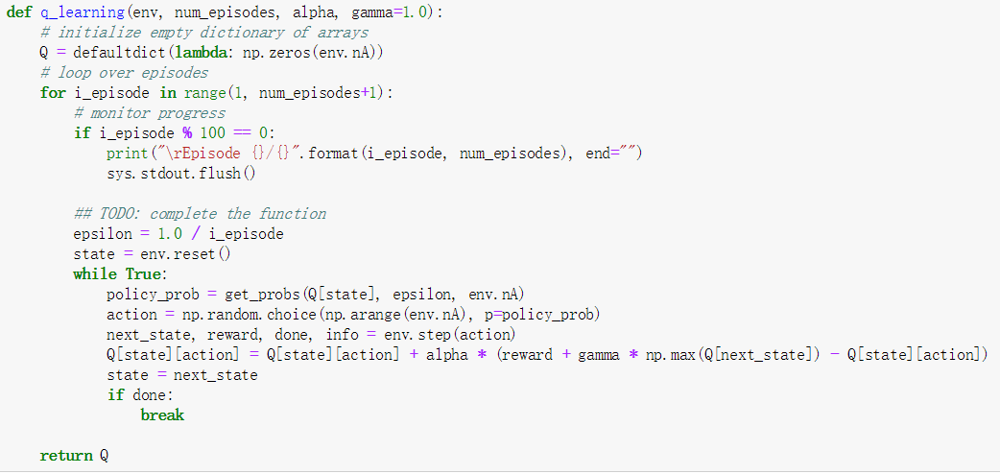 def q_learning(env, num_episodes, alpha, gamma=1.0):
    # initialize empty dictionary of arrays
    Q = defaultdict(lambda: np.zeros(env.nA))
    # loop over episodes
    for i_episode in range(1, num_episodes+1):
        # monitor progress
        if i_episode % 100 == 0:
            print("\rEpisode {}/{}".format(i_episode, num_episodes), end="")
            sys.stdout.flush()

        ## TODO: complete the function
        epsilon = 1.0 / i_episode
        state = env.reset()
        while True:
            policy_prob = get_probs(Q[state], epsilon, env.nA)
            action = np.random.choice(np.arange(env.nA), p=policy_prob)
            next_state, reward, done, info = env.step(action)
            Q[state][action] = Q[state][action] + alpha * (reward + gamma * np.max(Q[next_state]) - Q[state][action])
            state = next_state
            if done:
                break

    return Q